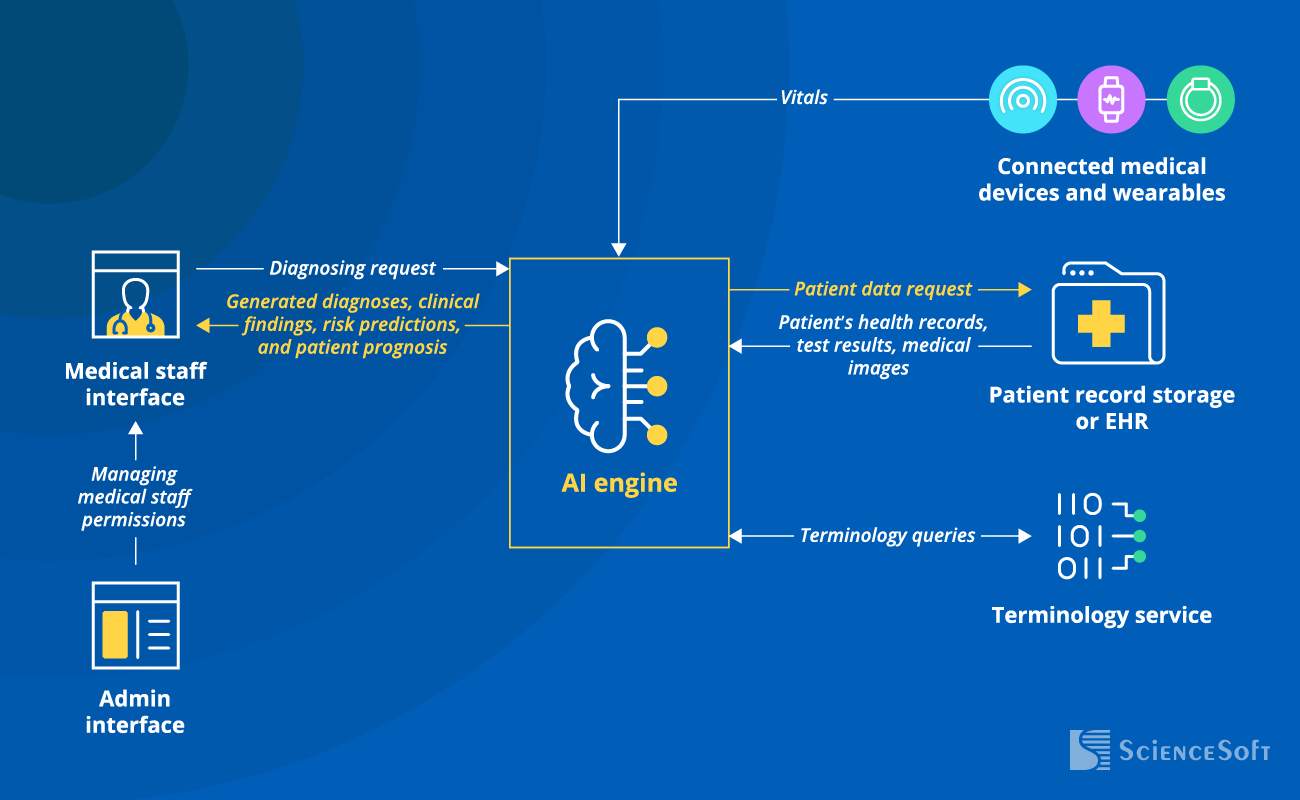 Vitals
Connected medical
devices and wearables
Diagnosing request
Generated diagnoses, clinical
findings, risk predictions,
and patient prognosis
Medical staff
interface
Patient data request
Patient's health records,
test results, medical
images
Patient record storage
or EHR
Managing
medical staff
permissions
AI engine
110
101
011
Terminology queries
Terminology service
Admin
interface
ScienceSoft